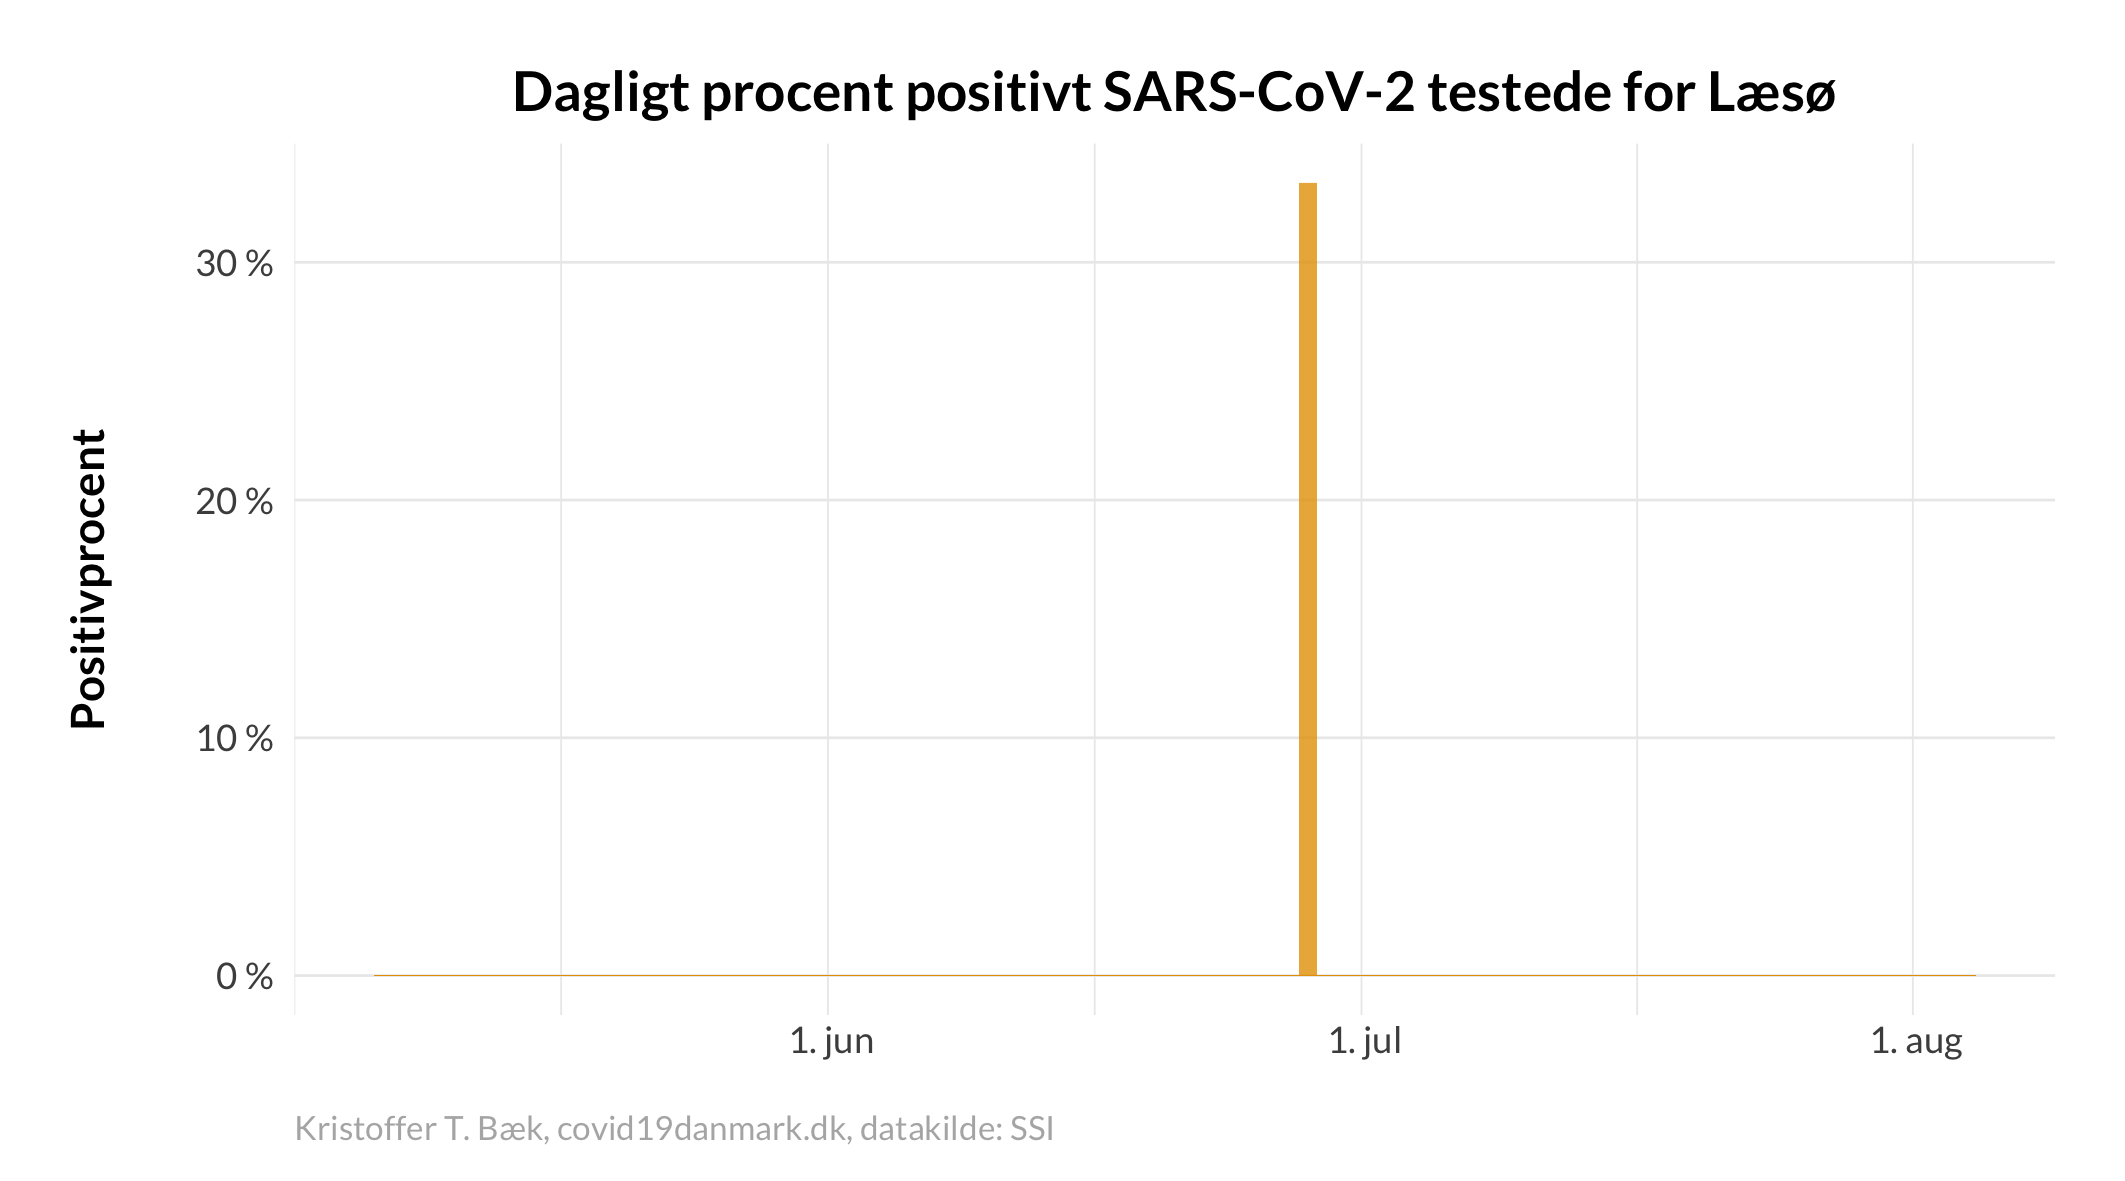 Dagligt procent positivt SARS-CoV-2 testede for Læsø
Positivprocent
30 %
20 %
10 %
0 %
1. jun
1. jul
1. aug
Kristoffer T. Bæk, covid19danmark.dk, datakilde: SSI